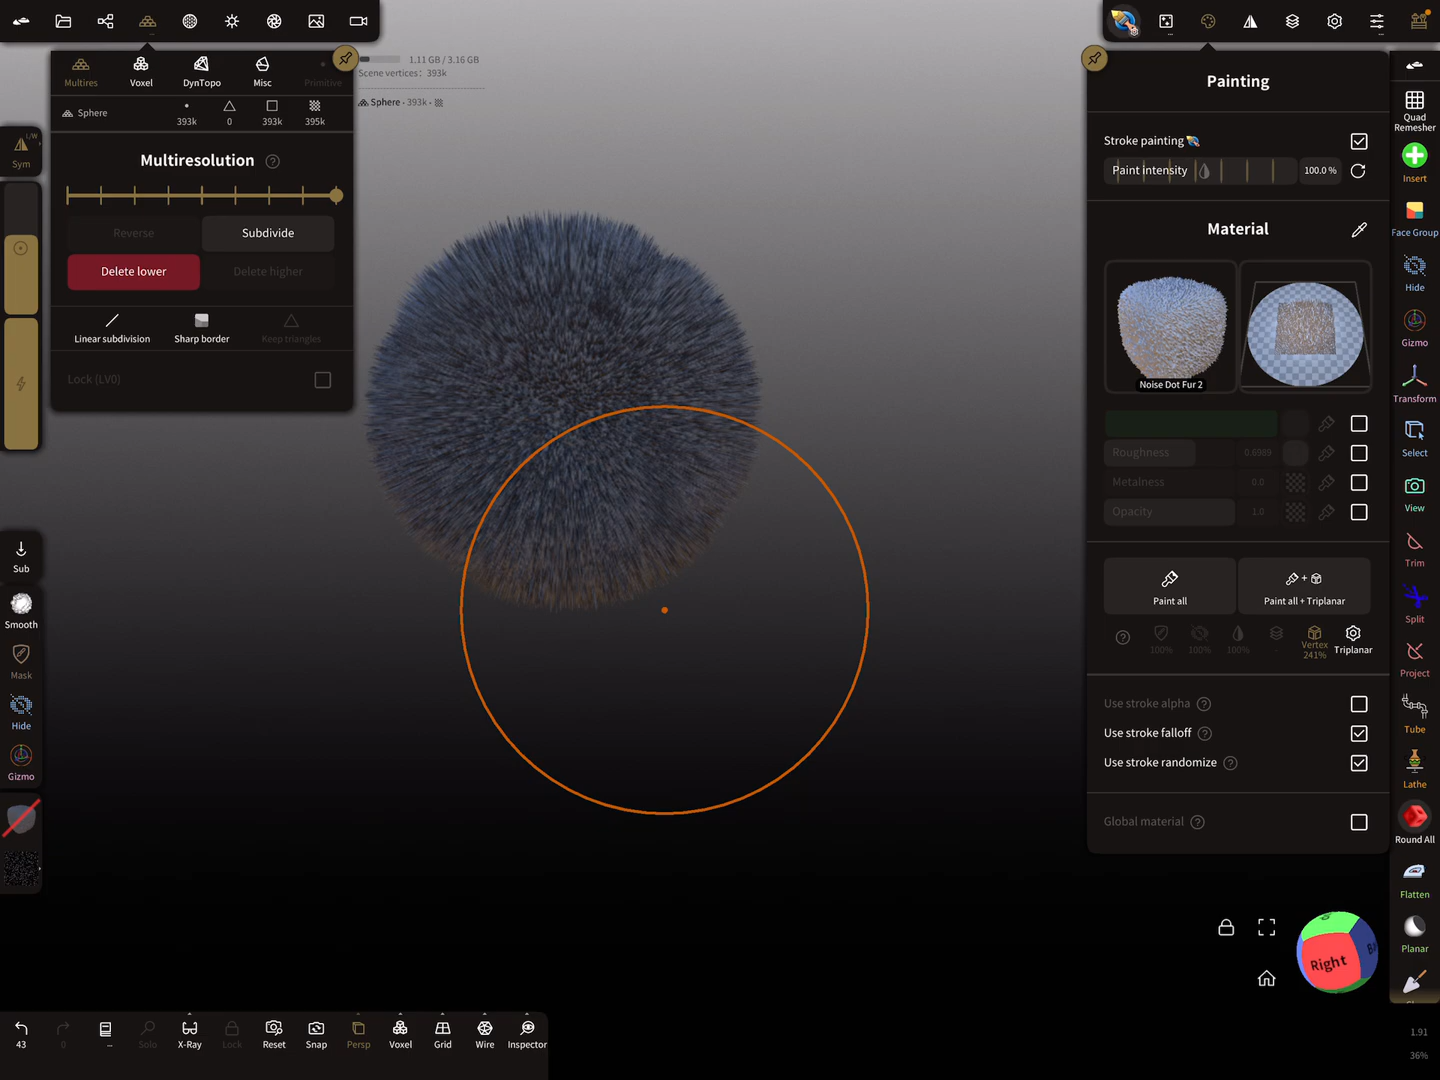 1.11 GB / 3.16 GB
Scene vertices: 393k
Sphere • 393k •
Multires
Voxel
DynTopo
Misc
Primitive
Sphere
393k
0
393k
395k
Multiresolution
Reverse
Subdivide
Delete lower
Delete higher
Linear subdivision
Sharp border
Keep triangles
Lock (LV0)
L/W
Sym
Sub
Smooth
Mask
Hide
Gizmo
Painting
Stroke painting
Paint intensity
100.0 %
Material
Noise Dot Fur 2
Roughness
0.6989
Metalness
0.0
Opacity
1.0
Paint all
Paint all + Triplanar
100%
100%
100%
Vertex
241%
Triplanar
Use stroke alpha
Use stroke falloff
Use stroke randomize
Global material
Quad
Remesher
Insert
Face Group
Hide
Gizmo
Transform
Select
View
Trim
Split
Project
Tube
Lathe
Round All
Flatten
Planar
Right
43
0
...
Solo
X-Ray
Lock
Reset
Snap
Persp
Voxel
Grid
Wire
Inspector
1.91
36%